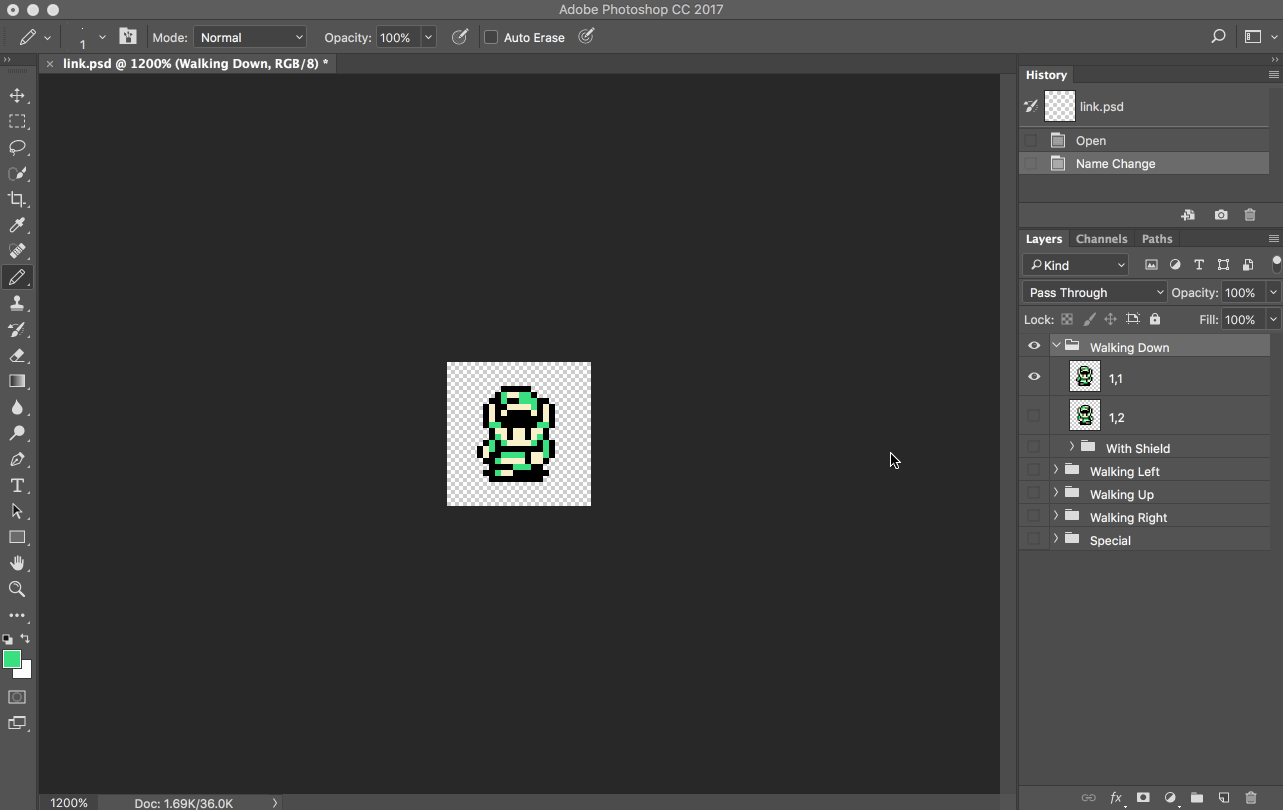 Adobe Photoshop CC 2017
1 Mode: Normal Opacity: 100% Auto Erase
link.psd @ 1200% (Walking Down, RGB/8) *
History
link.psd
Open
Name Change
Layers Channels Paths
Kind
Pass Through Opacity: 100%
Lock: Fill: 100%
Walking Down
1,1
1,2
With Shield
Walking Left
Walking Up
Walking Right
Special
1200% Doc: 1.69K/36.0K